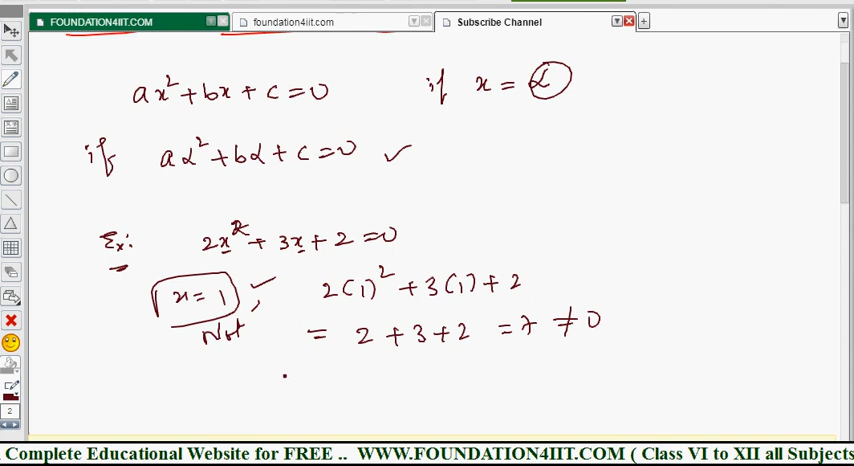 FOUNDATION4IIT.COM foundation4iit.com Subscribe Channel
ax² + bx + c = 0 if x = α
if aα² + bα + c = 0 ✓
Ex: 2x² + 3x + 2 = 0
x = 1 ✓, 2(1)² + 3(1) + 2
Not = 2 + 3 + 2 = 7 ≠ 0
2
Complete Educational Website for FREE .. WWW.FOUNDATION4IIT.COM ( Class VI to XII all Subjects